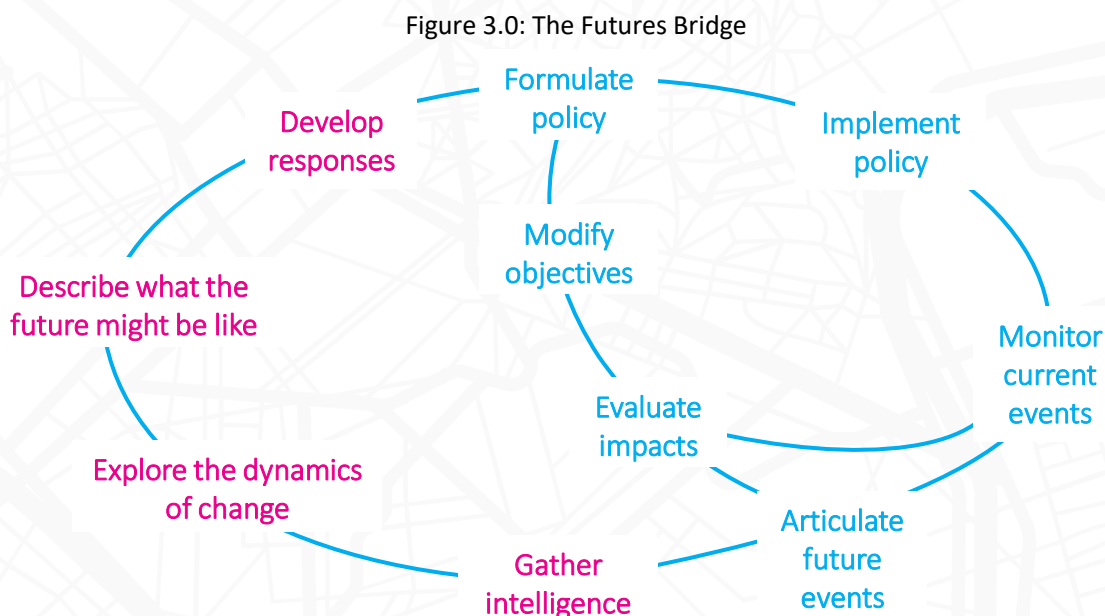 Figure 3.0: The Futures Bridge
Formulate
policy
Implement
policy
Monitor
current
events
Articulate
future
events
Gather
intelligence
Explore the dynamics
of change
Describe what the
future might be like
Develop
responses
Modify
objectives
Evaluate
impacts